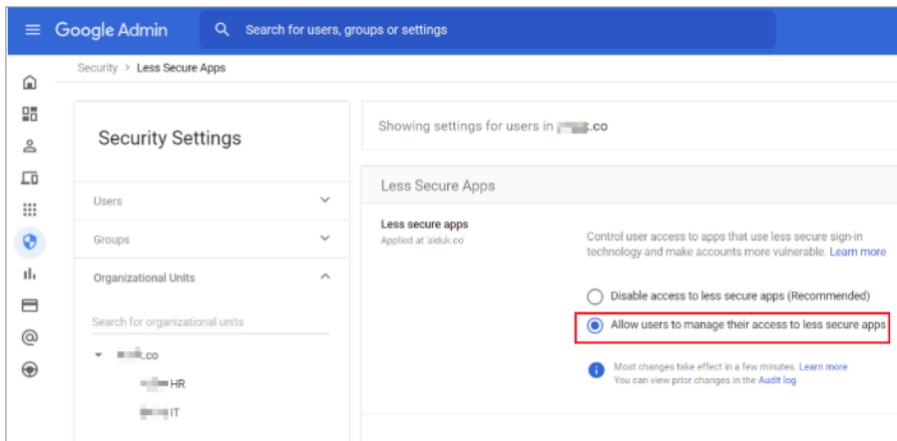 Google Admin
Search for users, groups or settings
Security > Less Secure Apps
Security Settings
Users
Groups
Organizational Units
Search for organizational units
.co
HR
IT
Showing settings for users in .co
Less Secure Apps
Less secure apps
Applied at 'aiduk.co'
Control user access to apps that use less secure sign-in
technology and make accounts more vulnerable. Learn more
Disable access to less secure apps (Recommended)
Allow users to manage their access to less secure apps
Most changes take effect in a few minutes. Learn more
You can view prior changes in the Audit log